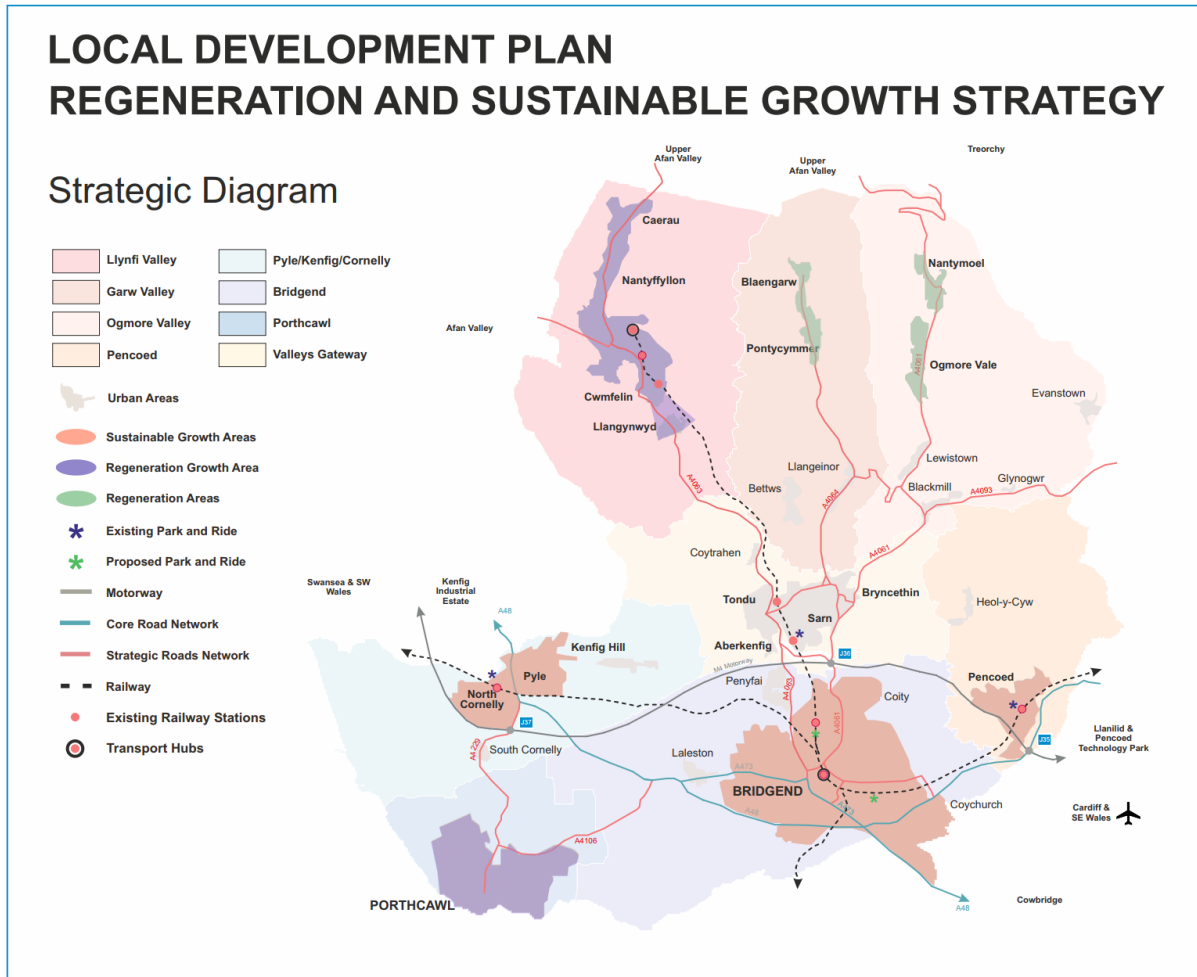 LOCAL DEVELOPMENT PLAN
REGENERATION AND SUSTAINABLE GROWTH STRATEGY
Strategic Diagram
Llynfi Valley
Garw Valley
Ogmore Valley
Pencoed
Pyle/Kenfig/Cornelly
Bridgend
Porthcawl
Valleys Gateway
Urban Areas
Sustainable Growth Areas
Regeneration Growth Area
Regeneration Areas
Existing Park and Ride
Proposed Park and Ride
Motorway
Core Road Network
Strategic Roads Network
Railway
Existing Railway Stations
Transport Hubs
Upper
Afan Valley
Upper
Afan Valley
Treorchy
Caerau
Nantyffyllon
Blaengarw
Nantymoel
Afan Valley
Pontycymmer
A4061
Ogmore Vale
Evanstown
Cwmfelin
Llangynwyd
Lewistown
Llangeinor
A4063
Bettws
A4064
Blackmill
Glynogwr
A4093
Coytrahen
A4061
Swansea & SW
Wales
Kenfig
Industrial
Estate
A48
Tondu
Bryncethin
Heol-y-Cyw
Sarn
Kenfig Hill
Aberkenfig
J36
M4 Motorway
Pyle
Penyfai
A4063
Coity
Pencoed
North
Cornelly
J37
A4061
Llanilid &
Pencoed
Technology Park
J35
South Cornelly
A4229
Laleston
A473
BRIDGEND
Coychurch
A48
A473
Cardiff &
SE Wales
A4106
PORTHCAWL
A48
Cowbridge